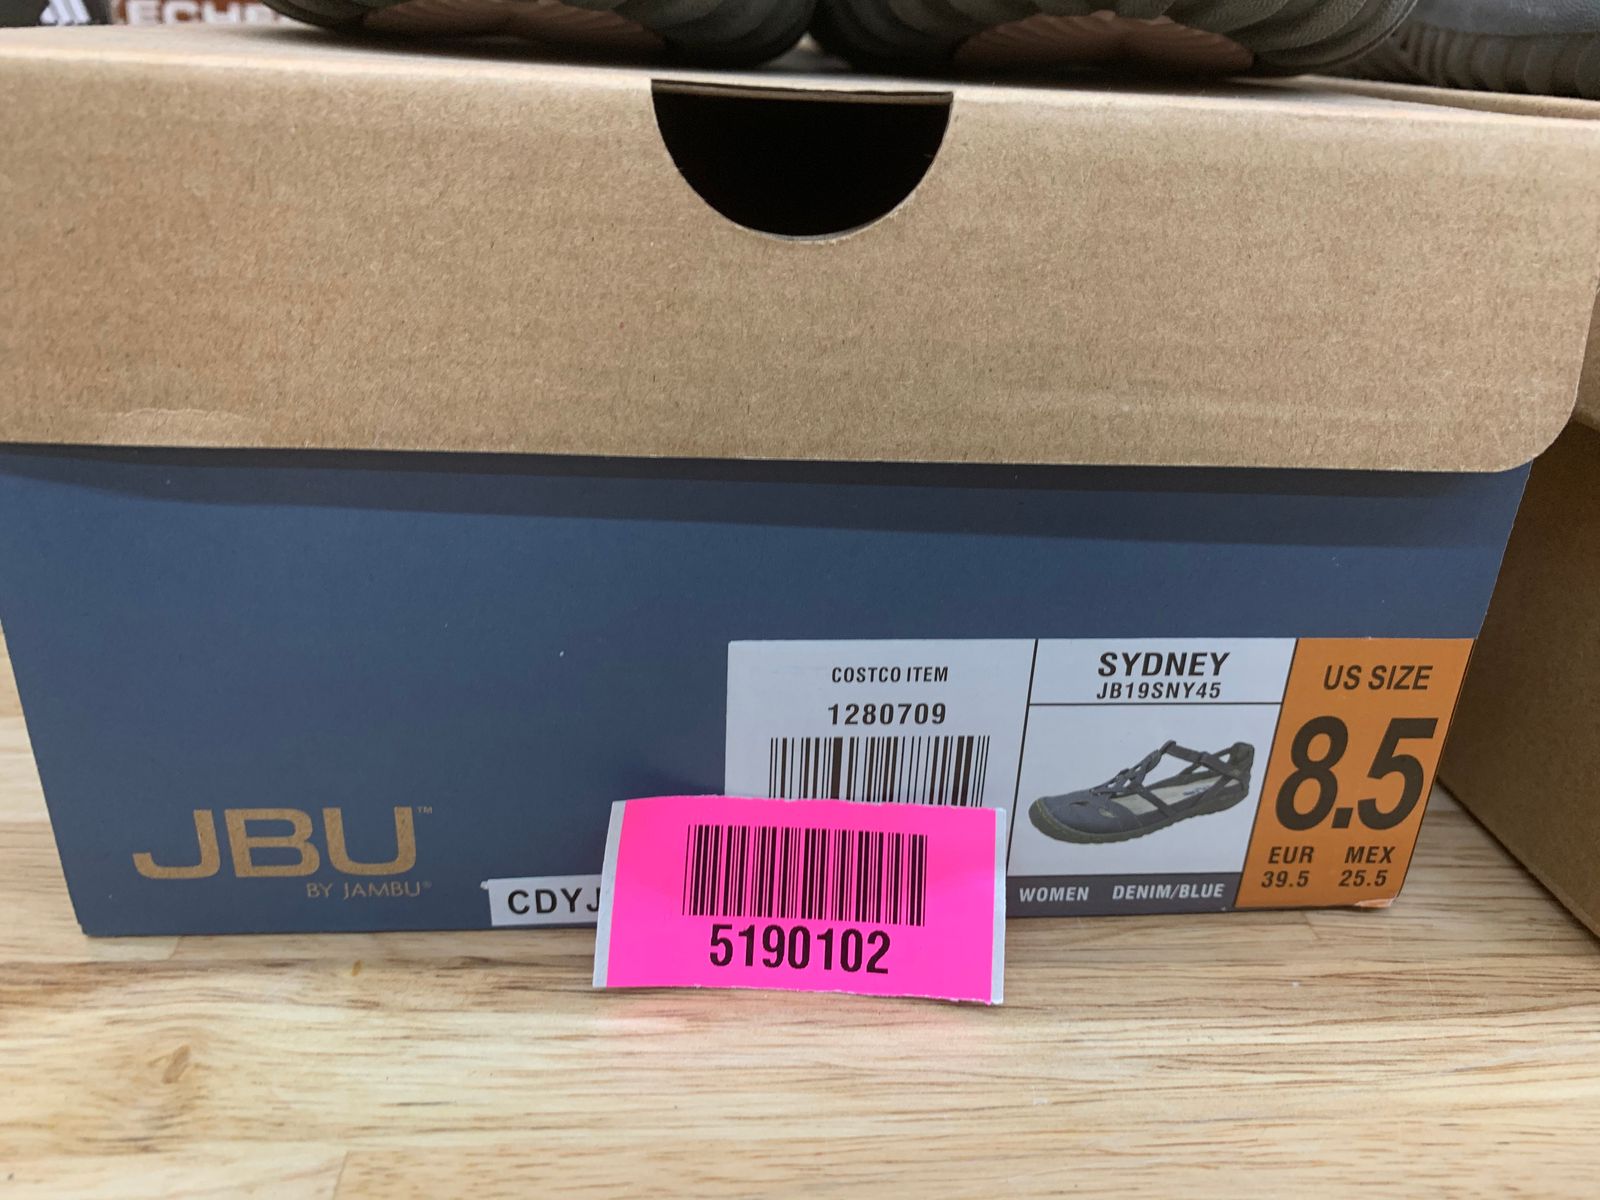 JBU™
BY JAMBU®
CDYJ
COSTCO ITEM
1280709
5190102
SYDNEY
JB19SNY45
WOMEN DENIM/BLUE
US SIZE
8.5
EUR MEX
39.5 25.5